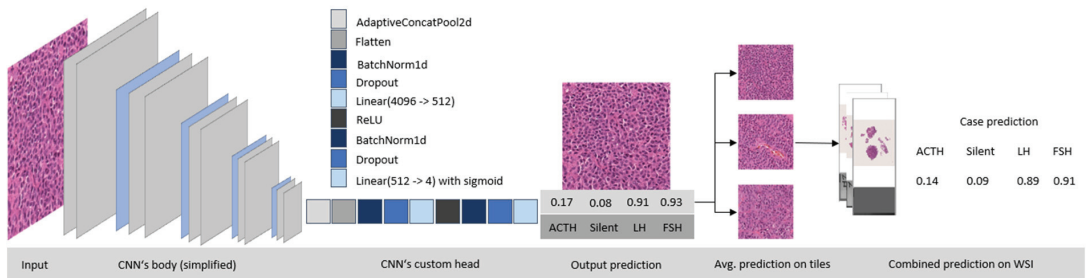 AdaptiveConcatPool2d
Flatten
BatchNorm1d
Dropout
Linear(4096 -> 512)
ReLU
BatchNorm1d
Dropout
Linear(512 -> 4) with sigmoid
0.17 0.08 0.91 0.93
ACTH Silent LH FSH
Case prediction
ACTH Silent LH FSH
0.14 0.09 0.89 0.91
Input CNN's body (simplified) CNN's custom head Output prediction Avg. prediction on tiles Combined prediction on WSI